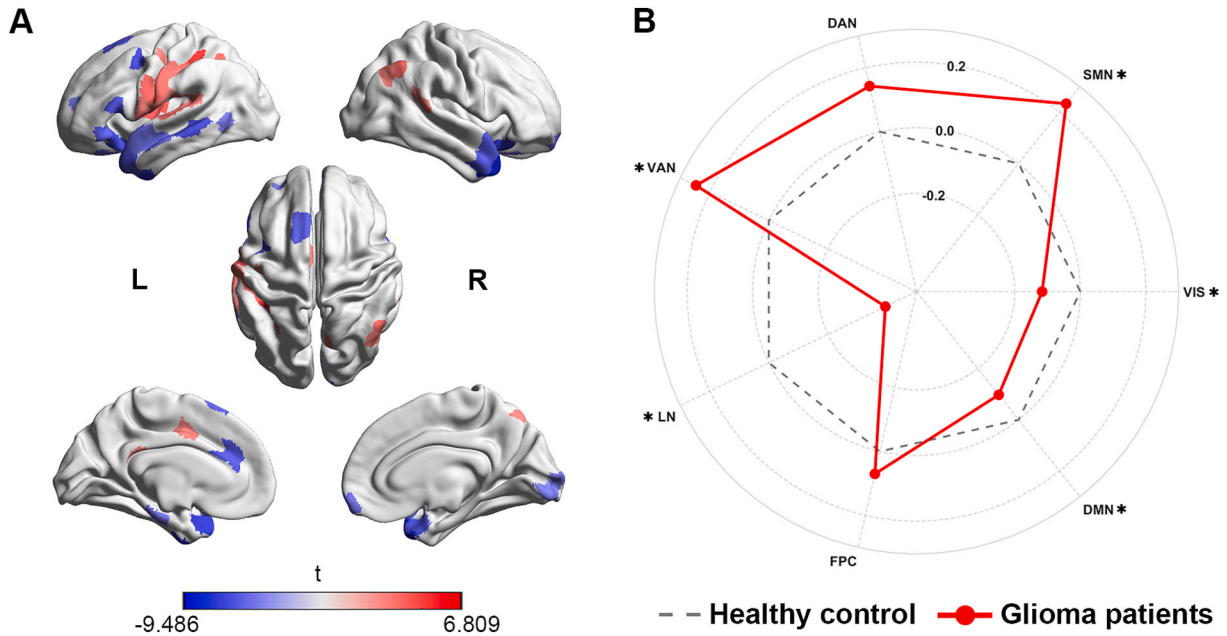 A
B
L
R
t
-9.486
6.809
DAN
SMN *
0.2
0.0
-0.2
* VAN
VIS *
* LN
DMN *
FPC
Healthy control
Glioma patients